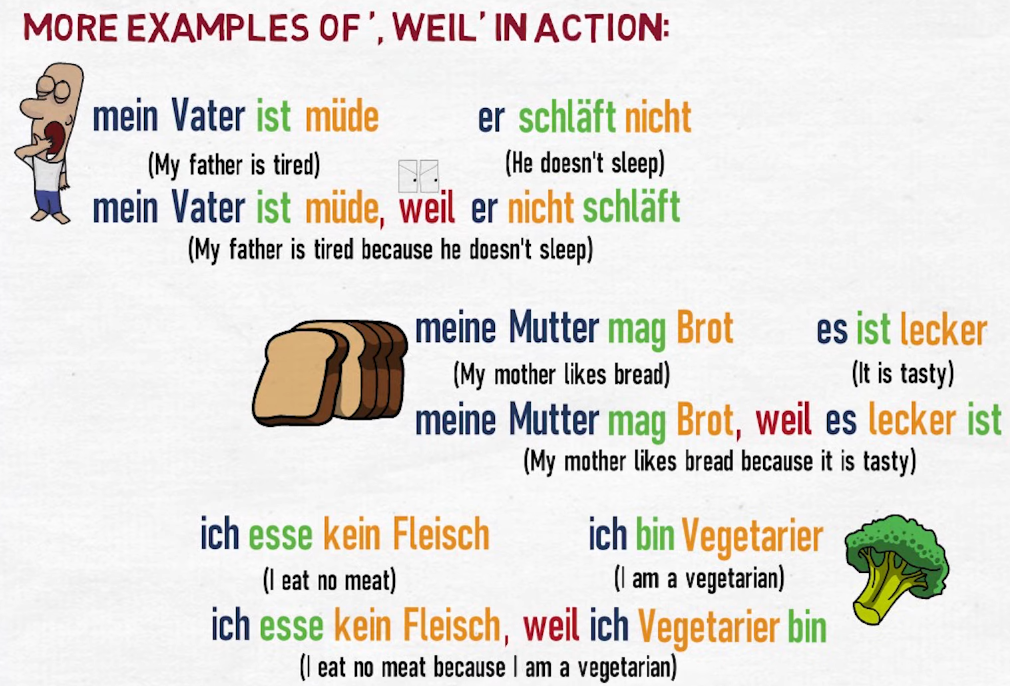 MORE EXAMPLES OF ', WEIL' IN ACTION:
mein Vater ist müde er schläft nicht
(My father is tired) (He doesn't sleep)
mein Vater ist müde, weil er nicht schläft
(My father is tired because he doesn't sleep)
meine Mutter mag Brot es ist lecker
(My mother likes bread) (It is tasty)
meine Mutter mag Brot, weil es lecker ist
(My mother likes bread because it is tasty)
ich esse kein Fleisch ich bin Vegetarier
(I eat no meat) (I am a vegetarian)
ich esse kein Fleisch, weil ich Vegetarier bin
(I eat no meat because I am a vegetarian)